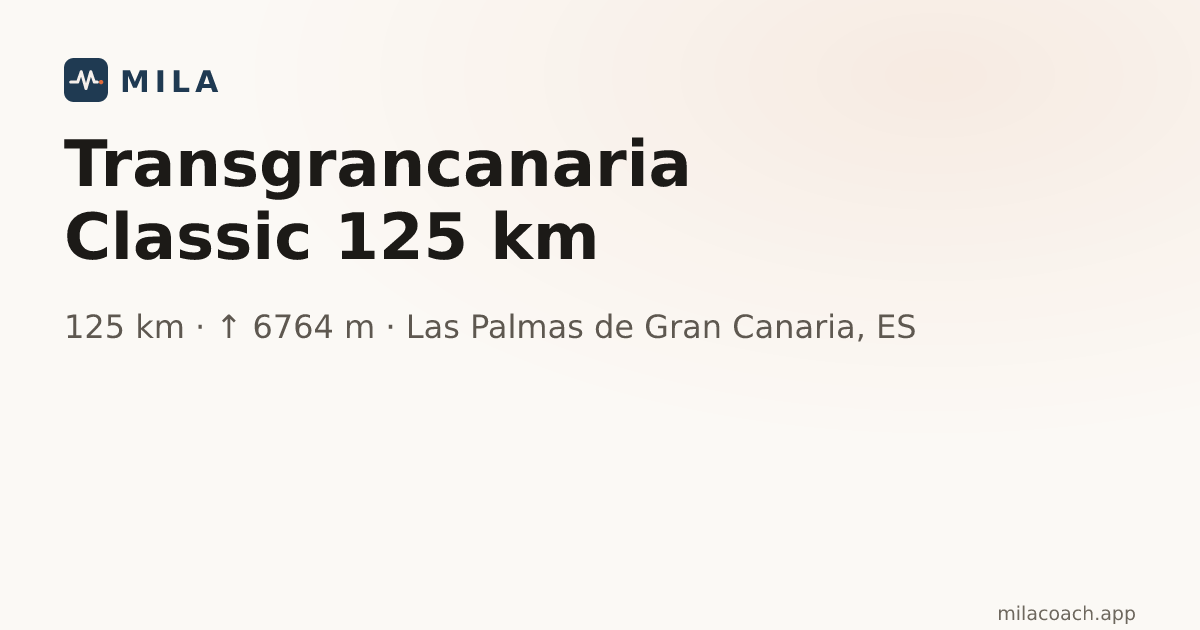 MILA
Transgrancanaria
Classic 125 km
125 km · ↑ 6764 m · Las Palmas de Gran Canaria, ES
milacoach.app